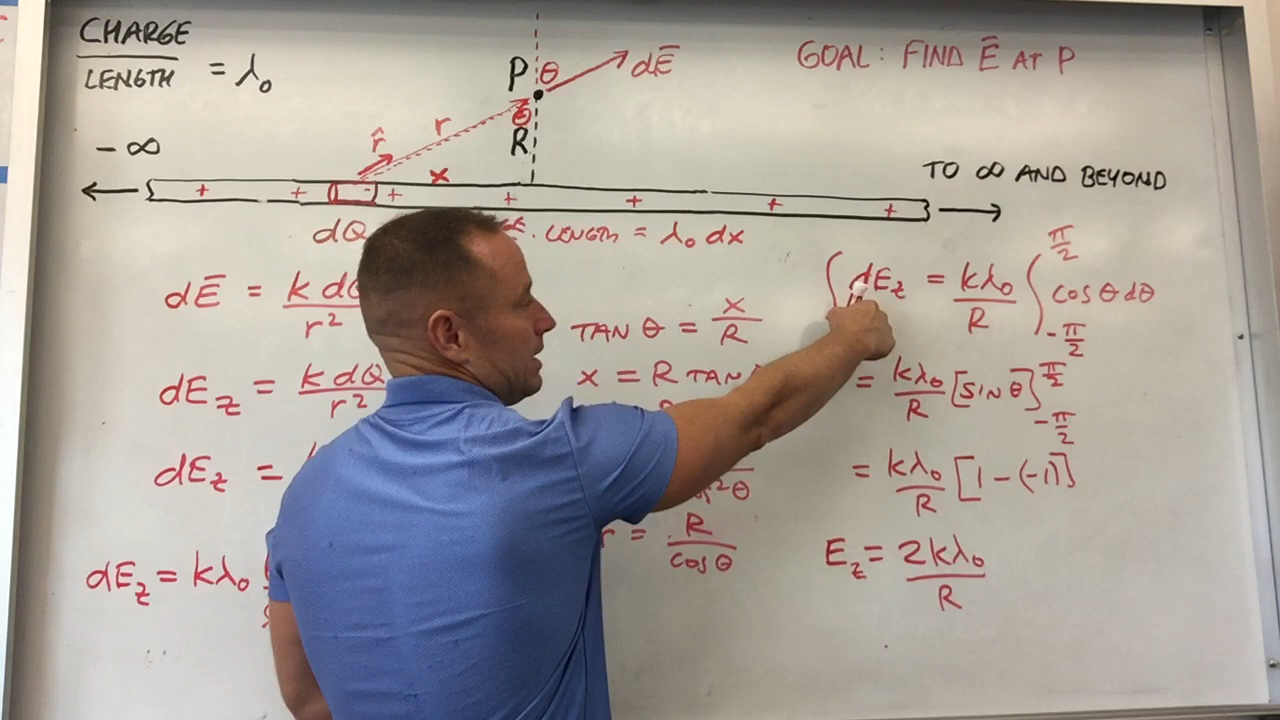 CHARGE
LENGTH = λ₀
GOAL: FIND Ē AT P
P θ dĒ
r̂ r θ
R
-∞
x
TO ∞ AND BEYOND
+ + - + + + + +
dQ . LENGTH = λ₀ dx
dĒ = k d
r²
dE_z = k dQ
r²
dE_z =
dE_z = kλ₀
TAN θ = x/R
x = R TAN
²θ
r = R/cos θ
∫ dE_z = kλ₀/R ∫ cos θ dθ
π/2
-π/2
= kλ₀/R [SIN θ] π/2
-π/2
= kλ₀/R [1-(-1)]
E_z = 2kλ₀/R